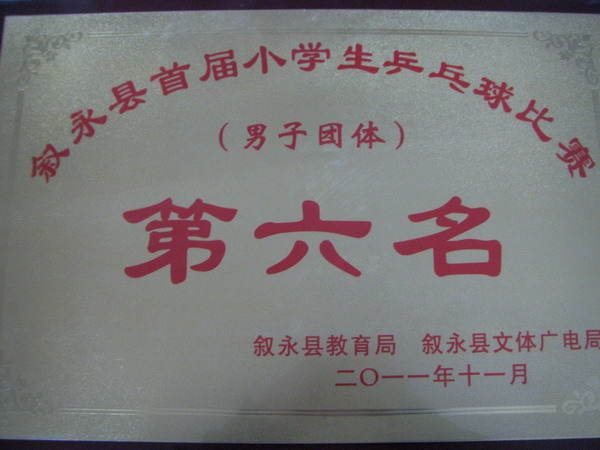 叙永县首届小学生乒乓球比赛
（男子团体）
第六名
叙永县教育局 叙永县文体广电局
二〇一一年十一月